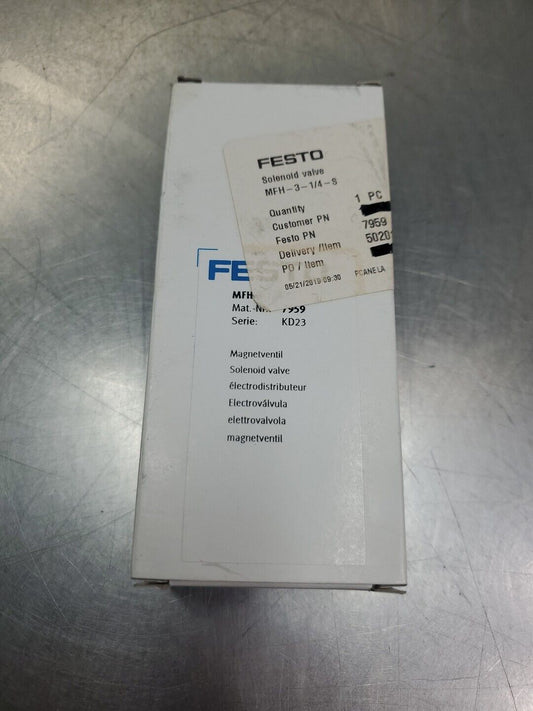 FESTO
Solenoid valve
MFH-3-1/4-S
Quantity 1 PC
Customer PN
Festo PN 7959
Delivery /Item 5020
PO / Item
05/21/2019 09:30 PCANELA
FES
MFH
Mat.-Nr. 7959
Serie: KD23
Magnetventil
Solenoid valve
électrodistributeur
Electroválvula
elettrovalvola
magnetventil